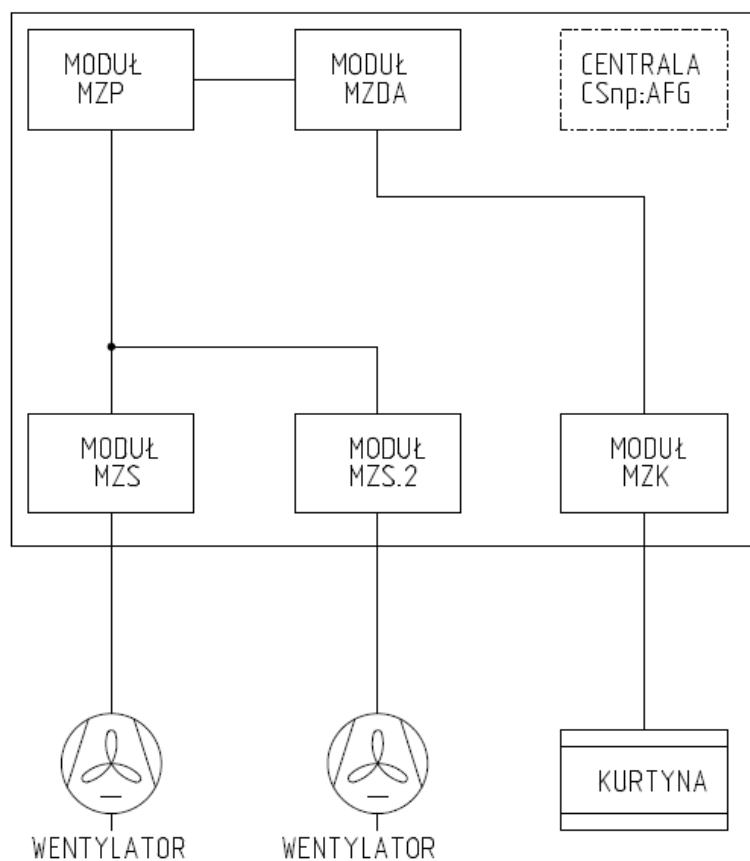 MODUŁ
MZP
MODUŁ
MZDA
CENTRALA
CSnp:AFG
MODUŁ
MZS
MODUŁ
MZS.2
MODUŁ
MZK
KURTYNA
WENTYLATOR
WENTYLATOR